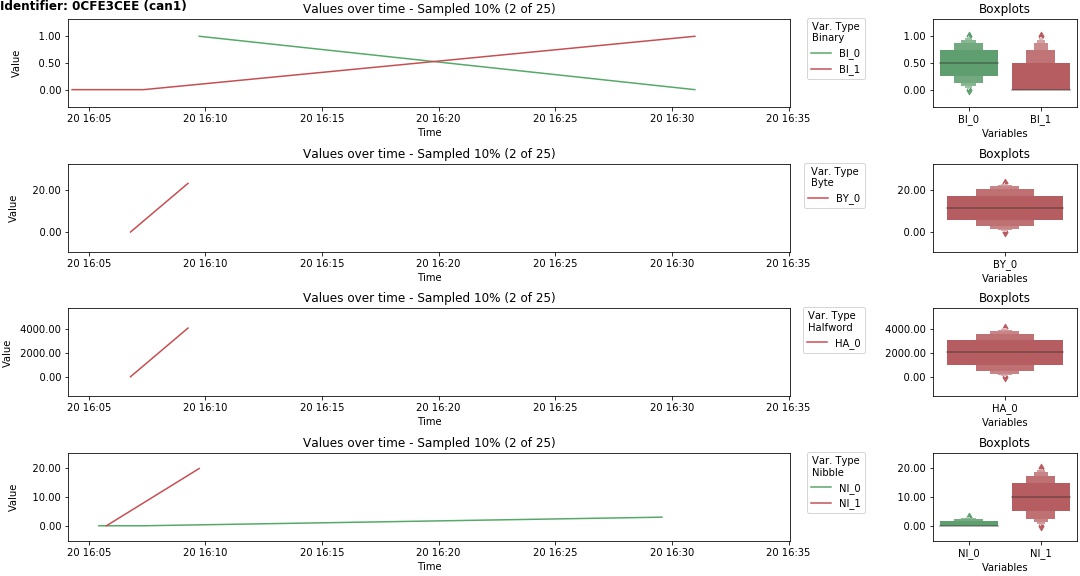 Identifier: 0CFE3CEE (can1)
Values over time - Sampled 10% (2 of 25)
Boxplots
Value
1.00
0.50
0.00
20 16:05
20 16:10
20 16:15
20 16:20
20 16:25
20 16:30
20 16:35
Time
Var. Type
Binary
BI_0
BI_1
1.00
0.50
0.00
BI_0
BI_1
Variables
Values over time - Sampled 10% (2 of 25)
Boxplots
Value
20.00
0.00
20 16:05
20 16:10
20 16:15
20 16:20
20 16:25
20 16:30
20 16:35
Time
Var. Type
Byte
BY_0
20.00
0.00
BY_0
Variables
Values over time - Sampled 10% (2 of 25)
Boxplots
Value
4000.00
2000.00
0.00
20 16:05
20 16:10
20 16:15
20 16:20
20 16:25
20 16:30
20 16:35
Time
Var. Type
Halfword
HA_0
4000.00
2000.00
0.00
HA_0
Variables
Values over time - Sampled 10% (2 of 25)
Boxplots
Value
20.00
10.00
0.00
20 16:05
20 16:10
20 16:15
20 16:20
20 16:25
20 16:30
20 16:35
Time
Var. Type
Nibble
NI_0
NI_1
20.00
10.00
0.00
NI_0
NI_1
Variables